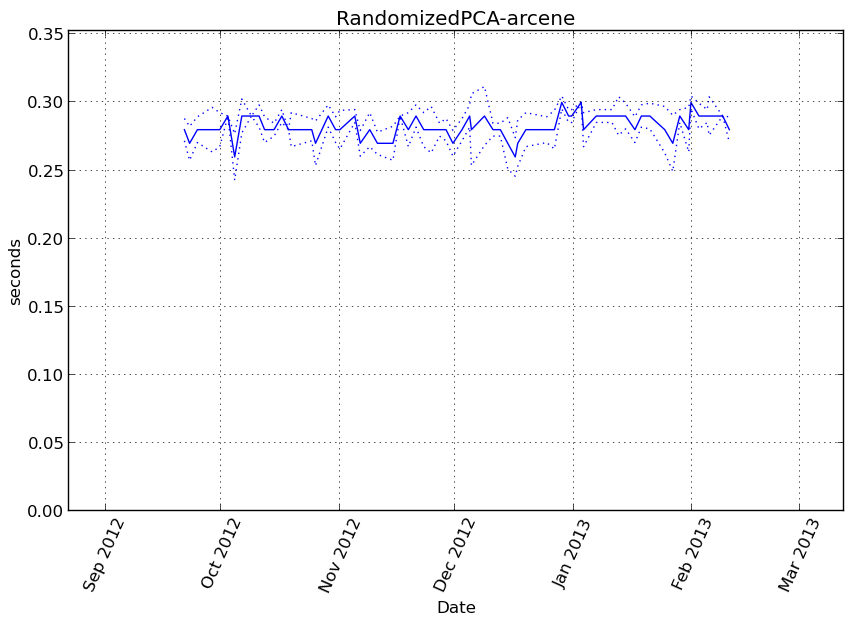 RandomizedPCA-arcene
0.35
0.30
0.25
0.20
0.15
0.10
0.05
0.00
seconds
Sep 2012
Oct 2012
Nov 2012
Dec 2012
Jan 2013
Feb 2013
Mar 2013
Date